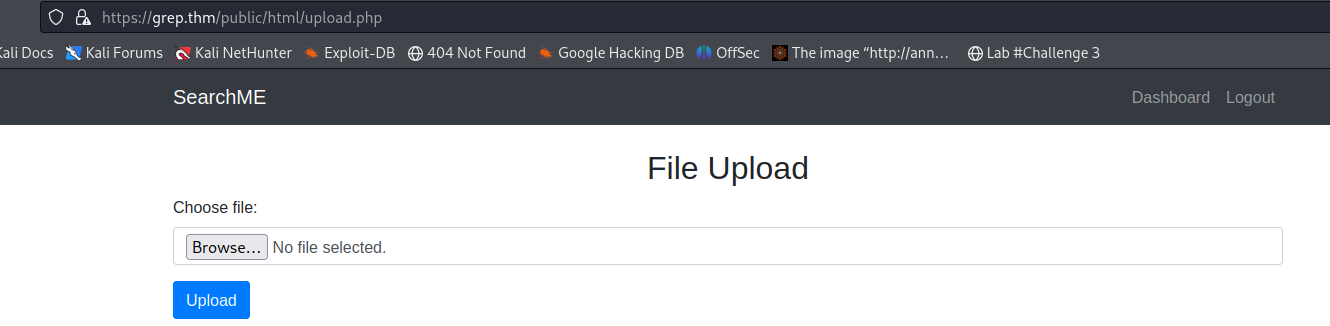 https://grep.thm/public/html/upload.php
Kali Docs Kali Forums Kali NetHunter Exploit-DB 404 Not Found Google Hacking DB OffSec The image “http://ann… Lab #Challenge 3
SearchME Dashboard Logout
File Upload
Choose file:
Browse… No file selected.
Upload